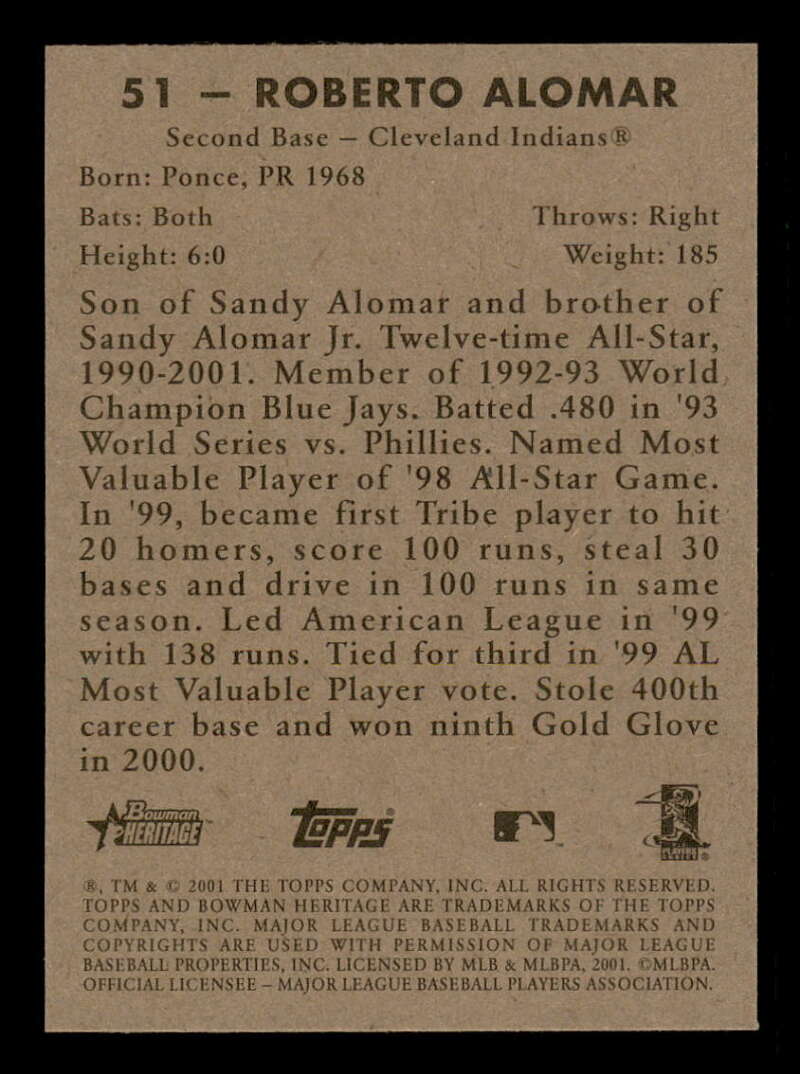 51 – ROBERTO ALOMAR
Second Base – Cleveland Indians®
Born: Ponce, PR 1968
Bats: Both Throws: Right
Height: 6:0 Weight: 185
Son of Sandy Alomar and brother of
Sandy Alomar Jr. Twelve-time All-Star,
1990-2001. Member of 1992-93 World
Champion Blue Jays. Batted .480 in '93
World Series vs. Phillies. Named Most
Valuable Player of '98 All-Star Game.
In '99, became first Tribe player to hit
20 homers, score 100 runs, steal 30
bases and drive in 100 runs in same
season. Led American League in '99
with 138 runs. Tied for third in '99 AL
Most Valuable Player vote. Stole 400th
career base and won ninth Gold Glove
in 2000.
Bowman
HERITAGE
TOPPS
®, TM & © 2001 THE TOPPS COMPANY, INC. ALL RIGHTS RESERVED.
TOPPS AND BOWMAN HERITAGE ARE TRADEMARKS OF THE TOPPS
COMPANY, INC. MAJOR LEAGUE BASEBALL TRADEMARKS AND
COPYRIGHTS ARE USED WITH PERMISSION OF MAJOR LEAGUE
BASEBALL PROPERTIES, INC. LICENSED BY MLB & MLBPA, 2001. ©MLBPA.
OFFICIAL LICENSEE – MAJOR LEAGUE BASEBALL PLAYERS ASSOCIATION.